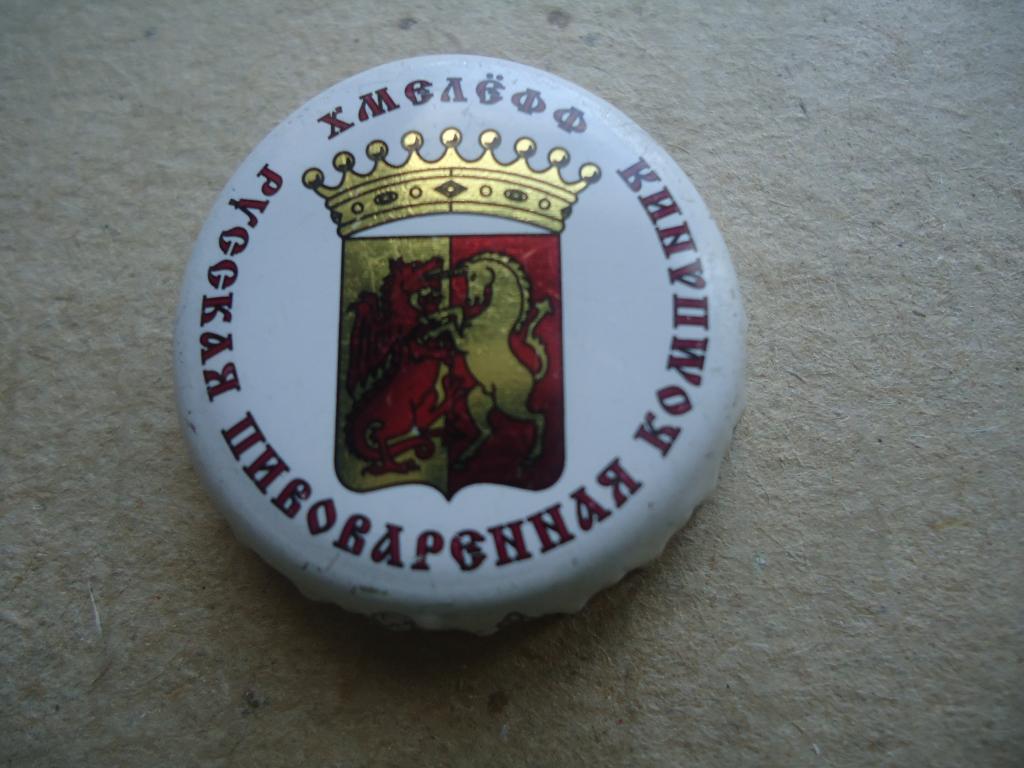 ХМЕЛЁФФ
РУССКАЯ ПИВОВАРЕННАЯ КОМПАНИЯ